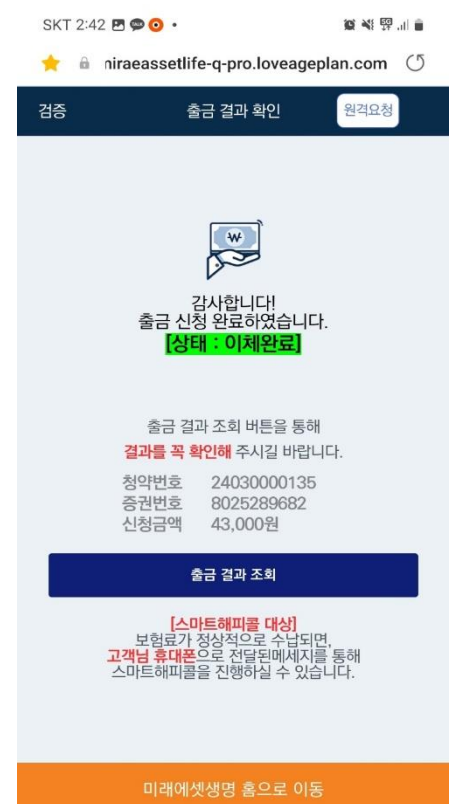 SKT 2:42
niraeassetlife-q-pro.loveageplan.com
검증 출금 결과 확인 원격요청
₩
감사합니다!
출금 신청 완료하였습니다.
[상태 : 이체완료]
출금 결과 조회 버튼을 통해
결과를 꼭 확인해 주시길 바랍니다.
청약번호 24030000135
증권번호 8025289682
신청금액 43,000원
출금 결과 조회
[스마트해피콜 대상]
보험료가 정상적으로 수납되면,
고객님 휴대폰으로 전달된메세지를 통해
스마트해피콜을 진행하실 수 있습니다.
미래에셋생명 홈으로 이동